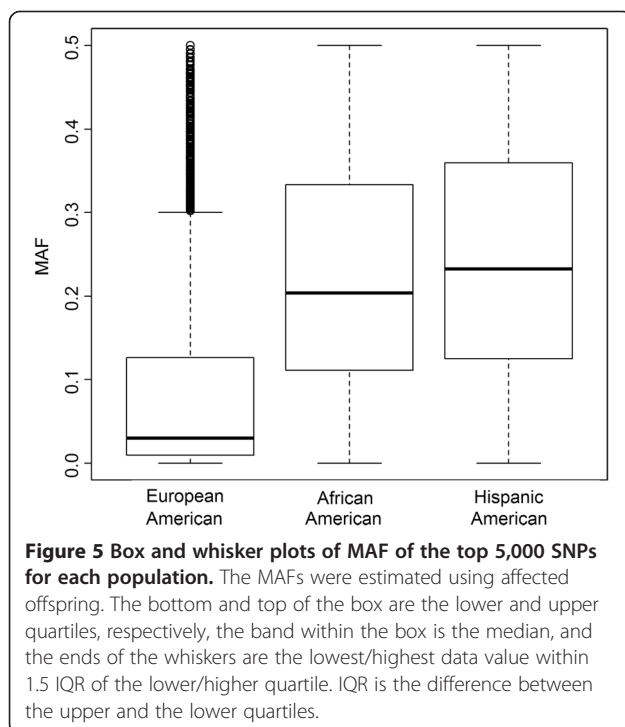 0.5
0.4
0.3
0.2
0.1
0.0
MAF
European American
African American
Hispanic American
Figure 5 Box and whisker plots of MAF of the top 5,000 SNPs
for each population. The MAFs were estimated using affected
offspring. The bottom and top of the box are the lower and upper
quartiles, respectively, the band within the box is the median, and
the ends of the whiskers are the lowest/highest data value within
1.5 IQR of the lower/higher quartile. IQR is the difference between
the upper and the lower quartiles.